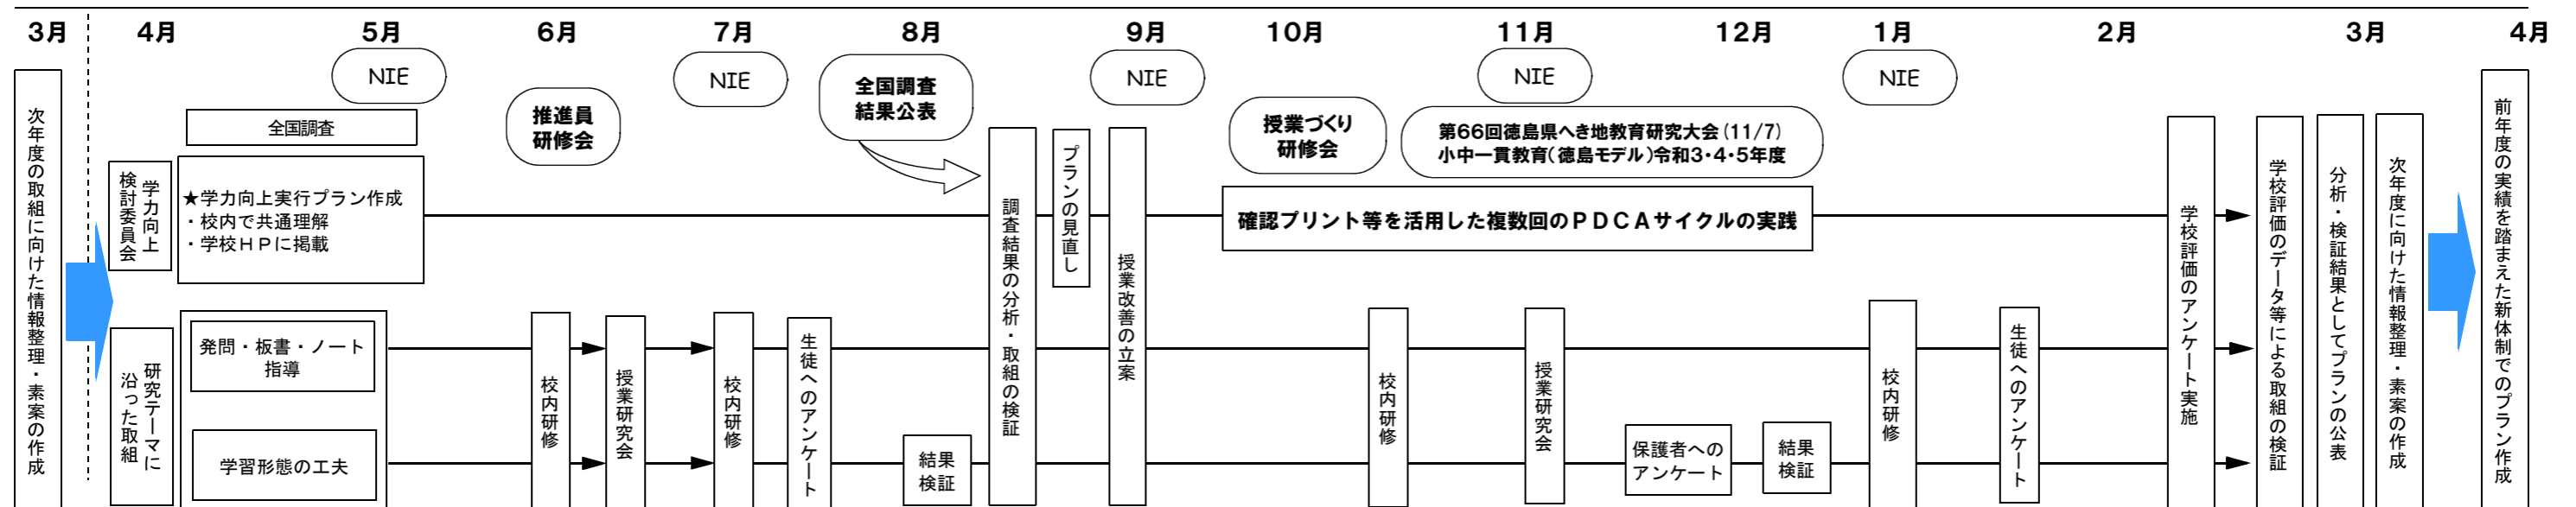 3月
4月
5月
6月
7月
8月
9月
10月
11月
12月
1月
2月
3月
4月
NIE
NIE
NIE
NIE
NIE
次年度の取組に向けた情報整理・素案の作成
全国調査
学力向上
検討委員会
★学力向上実行プラン作成
・校内で共通理解
・学校HPに掲載
研究テーマに
沿った取組
発問・板書・ノート
指導
学習形態の工夫
推進員
研修会
校内研修
授業研究会
校内研修
生徒へのアンケート
全国調査
結果公表
結果
検証
調査結果の分析・取組の検証
プランの見直し
授業改善の立案
授業づくり
研修会
第66回徳島県へき地教育研究大会(11/7)
小中一貫教育(徳島モデル)令和3・4・5年度
確認プリント等を活用した複数回のPDCAサイクルの実践
校内研修
授業研究会
保護者への
アンケート
結果
検証
校内研修
生徒へのアンケート
学校評価のアンケート実施
学校評価のデータ等による取組の検証
分析・検証結果としてプランの公表
次年度に向けた情報整理・素案の作成
前年度の実績を踏まえた新体制でのプラン作成